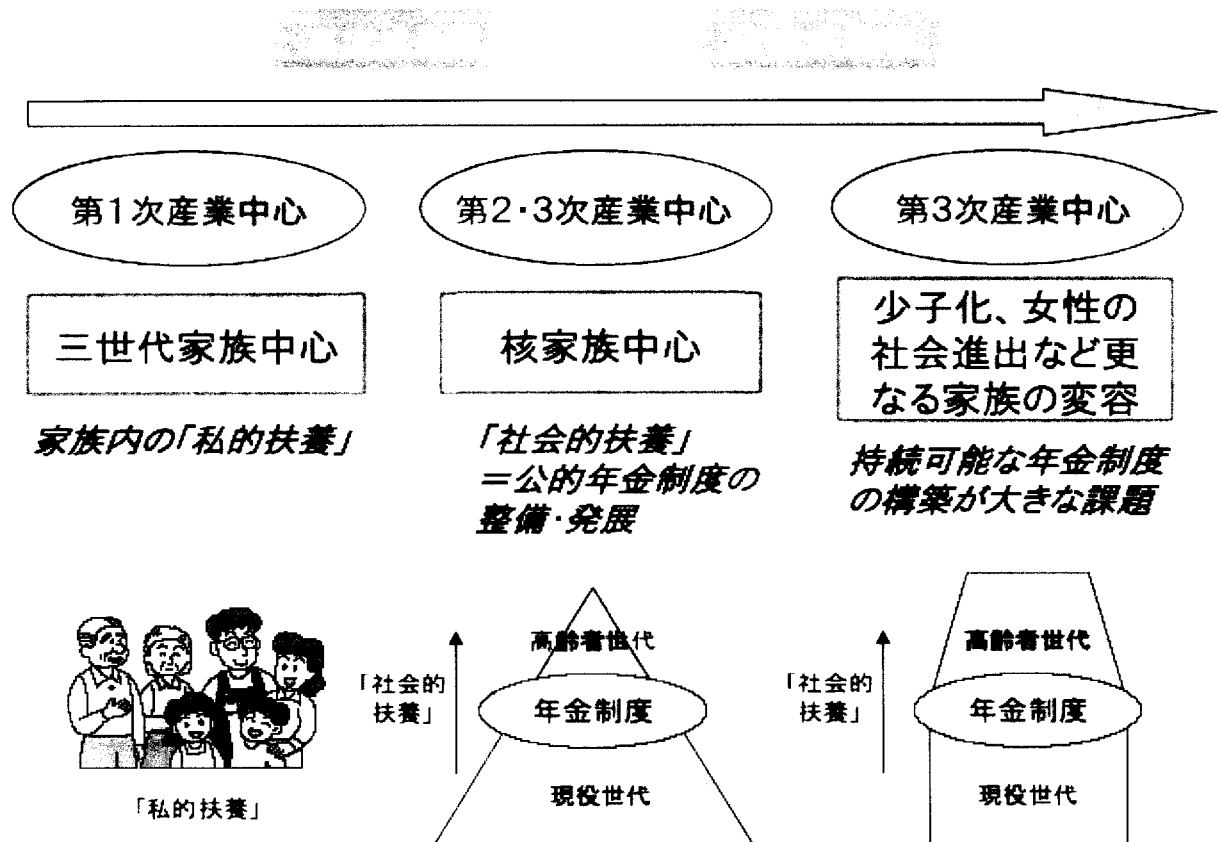 第1次産業中心
第2・3次産業中心
第3次産業中心
三世代家族中心
核家族中心
少子化、女性の
社会進出など更
なる家族の変容
家族内の「私的扶養」
「社会的扶養」
＝公的年金制度の
整備・発展
持続可能な年金制度
の構築が大きな課題
「私的扶養」
「社会的
扶養」
高齢者世代
年金制度
現役世代
「社会的
扶養」
高齢者世代
年金制度
現役世代